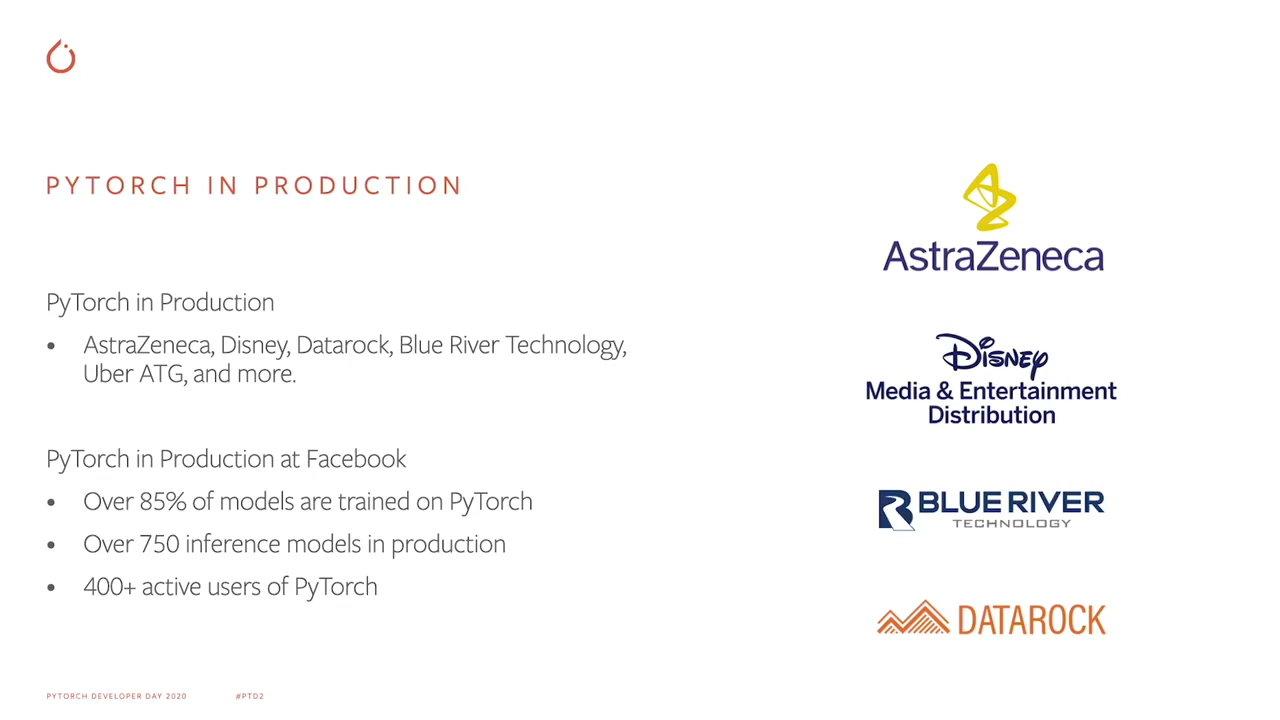 PYTORCH IN PRODUCTION
PyTorch in Production
• AstraZeneca, Disney, Datarock, Blue River Technology,
Uber ATG, and more.
PyTorch in Production at Facebook
• Over 85% of models are trained on PyTorch
• Over 750 inference models in production
• 400+ active users of PyTorch
AstraZeneca
Disney
Media & Entertainment
Distribution
BLUE RIVER
TECHNOLOGY
DATAROCK
PYTORCH DEVELOPER DAY 2020 #PTD2